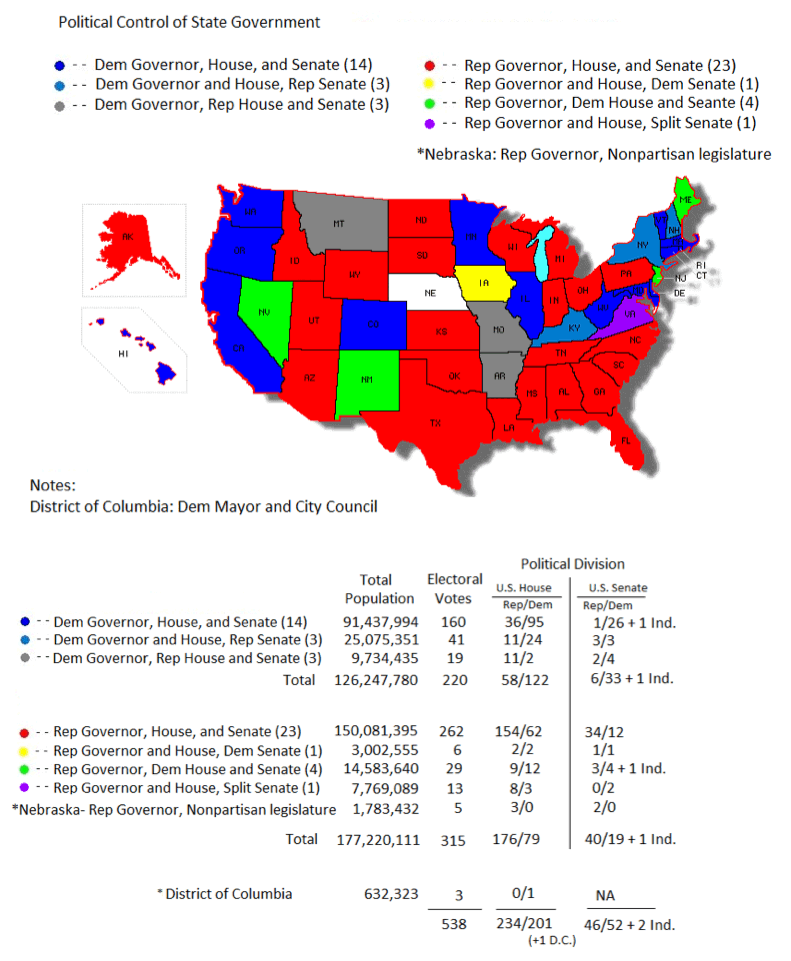 Political Control of State Government
● - - Dem Governor, House, and Senate (14)
● - - Dem Governor and House, Rep Senate (3)
● - - Dem Governor, Rep House and Senate (3)
● - - Rep Governor, House, and Senate (23)
● - - Rep Governor and House, Dem Senate (1)
● - - Rep Governor, Dem House and Seante (4)
● - - Rep Governor and House, Split Senate (1)
*Nebraska: Rep Governor, Nonpartisan legislature
AK
HI
OR
CA
NV
ID
MT
WY
UT
AZ
CO
NM
ND
SD
NE
KS
OK
TX
IA
MO
AR
LA
WI
MI
IN
OH
KY
TN
MS
AL
GA
FL
SC
NC
VA
PA
NY
NH
ME
RI
CT
NJ
DE
Notes:
District of Columbia: Dem Mayor and City Council
Political Division
Total Population Electoral Votes U.S. House Rep/Dem U.S. Senate Rep/Dem
● - - Dem Governor, House, and Senate (14) 91,437,994 160 36/95 1/26 + 1 Ind.
● - - Dem Governor and House, Rep Senate (3) 25,075,351 41 11/24 3/3
● - - Dem Governor, Rep House and Senate (3) 9,734,435 19 11/2 2/4
Total 126,247,780 220 58/122 6/33 + 1 Ind.
● - - Rep Governor, House, and Senate (23) 150,081,395 262 154/62 34/12
● - - Rep Governor and House, Dem Senate (1) 3,002,555 6 2/2 1/1
● - - Rep Governor, Dem House and Senate (4) 14,583,640 29 9/12 3/4 + 1 Ind.
● - - Rep Governor and House, Split Senate (1) 7,769,089 13 8/3 0/2
*Nebraska- Rep Governor, Nonpartisan legislature 1,783,432 5 3/0 2/0
Total 177,220,111 315 176/79 40/19 + 1 Ind.
* District of Columbia 632,323 3 0/1 NA
538 234/201 46/52 + 2 Ind.
(+1 D.C.)